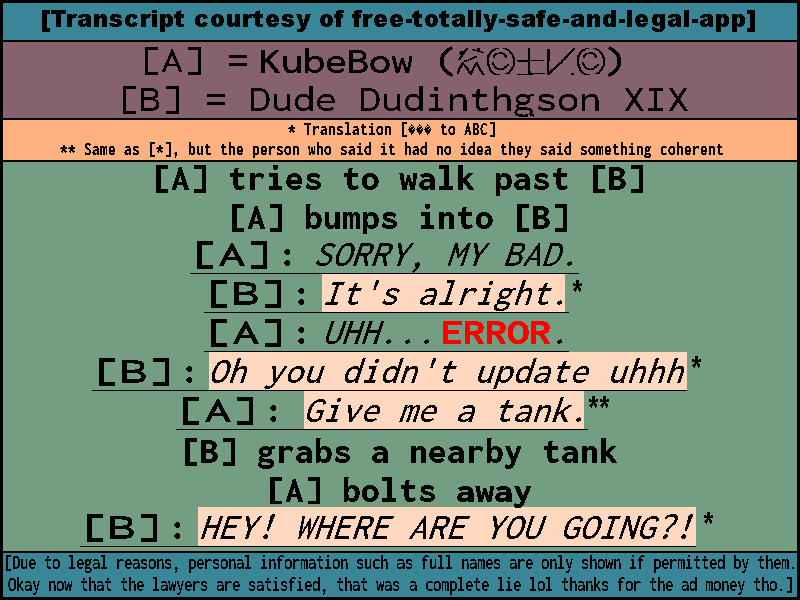 [Transcript courtesy of free-totally-safe-and-legal-app]
[A] = KubeBow
[B] = Dude Dudinthgson XIX
* Translation [��� to ABC]
** Same as [*], but the person who said it had no idea they said something coherent
[A] tries to walk past [B]
[A] bumps into [B]
[A]: SORRY, MY BAD.
[B]: It's alright.*
[A]: UHH...ERROR.
[B]: Oh you didn't update uhhh*
[A]: Give me a tank.**
[B] grabs a nearby tank
[A] bolts away
[B]: HEY! WHERE ARE YOU GOING?!*
[Due to legal reasons, personal information such as full names are only shown if permitted by them.
Okay now that the lawyers are satisfied, that was a complete lie lol thanks for the ad money tho.]